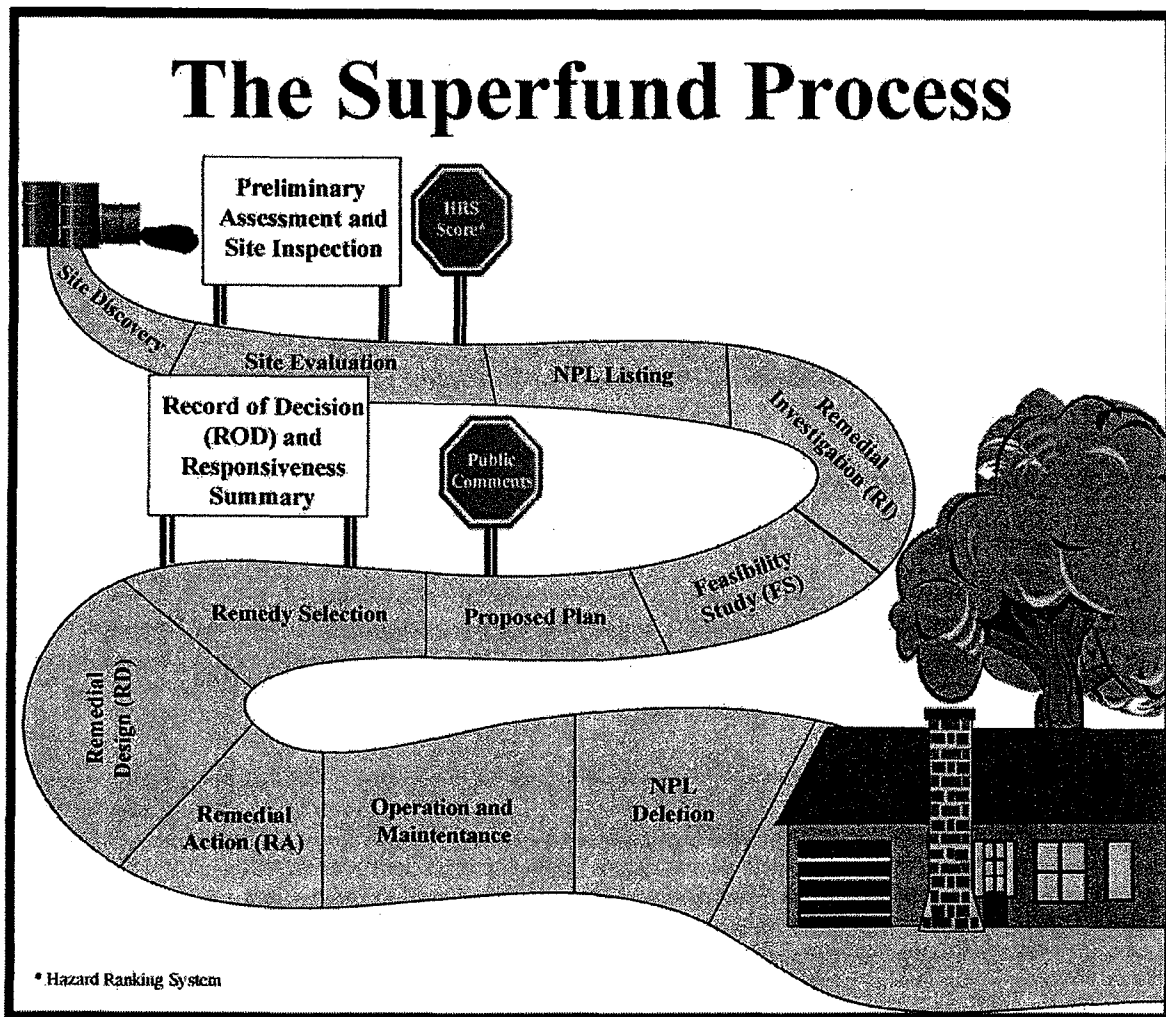 The Superfund Process
Preliminary
Assessment and
Site Inspection
HRS
Score*
Site Discovery
Site Evaluation
NPL Listing
Remedial
Investigation (RI)
Record of Decision
(ROD) and
Responsiveness
Summary
Public
Comments
Feasibility
Study (FS)
Proposed Plan
Remedy Selection
Remedial
Design (RD)
Remedial
Action (RA)
Operation and
Maintentance
NPL
Deletion
* Hazard Ranking System